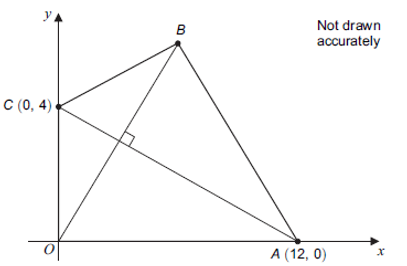 y
B
Not drawn
accurately
C (0, 4)
O
A (12, 0)
x